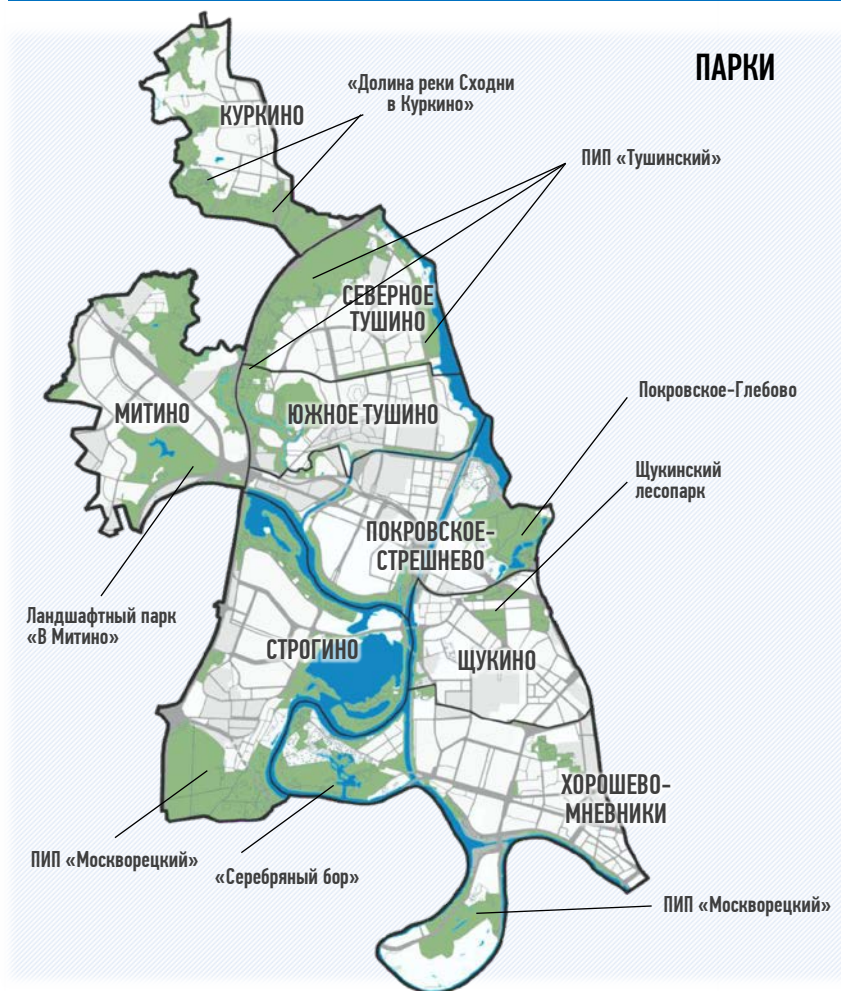 ПАРКИ
«Долина реки Сходни
в Куркино»
КУРКИНО
ПИП «Тушинский»
СЕВЕРНОЕ
ТУШИНО
Покровское-Глебово
МИТИНО
ЮЖНОЕ ТУШИНО
Щукинский
лесопарк
ПОКРОВСКОЕ-
СТРЕШНЕВО
Ландшафтный парк
«В Митино»
СТРОГИНО
ЩУКИНО
ХОРОШЕВО-
МНЕВНИКИ
ПИП «Москворецкий»
«Серебряный бор»
ПИП «Москворецкий»